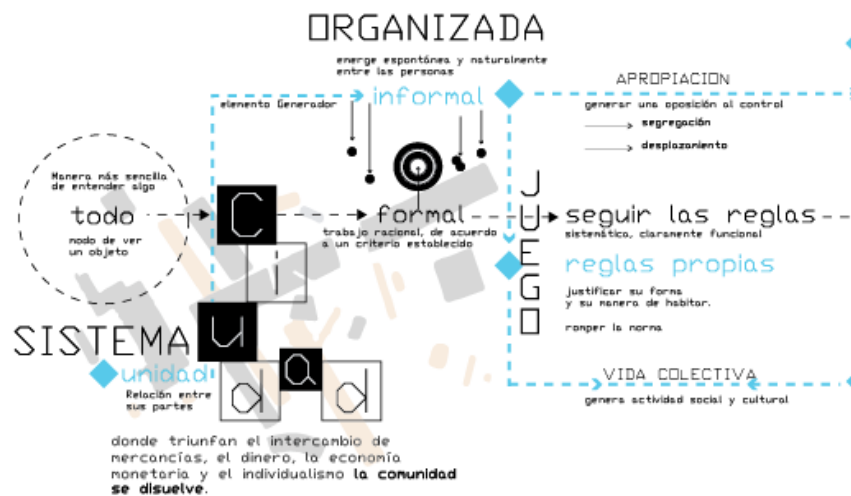 ORGANIZADA
energe espontánea y naturalmente
entre las personas
elemento Generador
informal
APROPIACION
generar una oposición al control
segregación
desplazamiento
Manera más sencilla
de entender algo
todo
modo de ver
un objeto
C
i
u
d
a
d
formal
trabajo racional, de acuerdo
a un criterio establecido
JUEGO
seguir las reglas
sistemática, claramente funcional
reglas propias
justificar su forma
y su manera de habitar.
romper la norma
SISTEMA
unidad
Relación entre
sus partes
VIDA COLECTIVA
genera actividad social y cultural
donde triunfan el intercambio de
mercancías, el dinero, la economía
monetaria y el individualismo la comunidad
se disuelve.